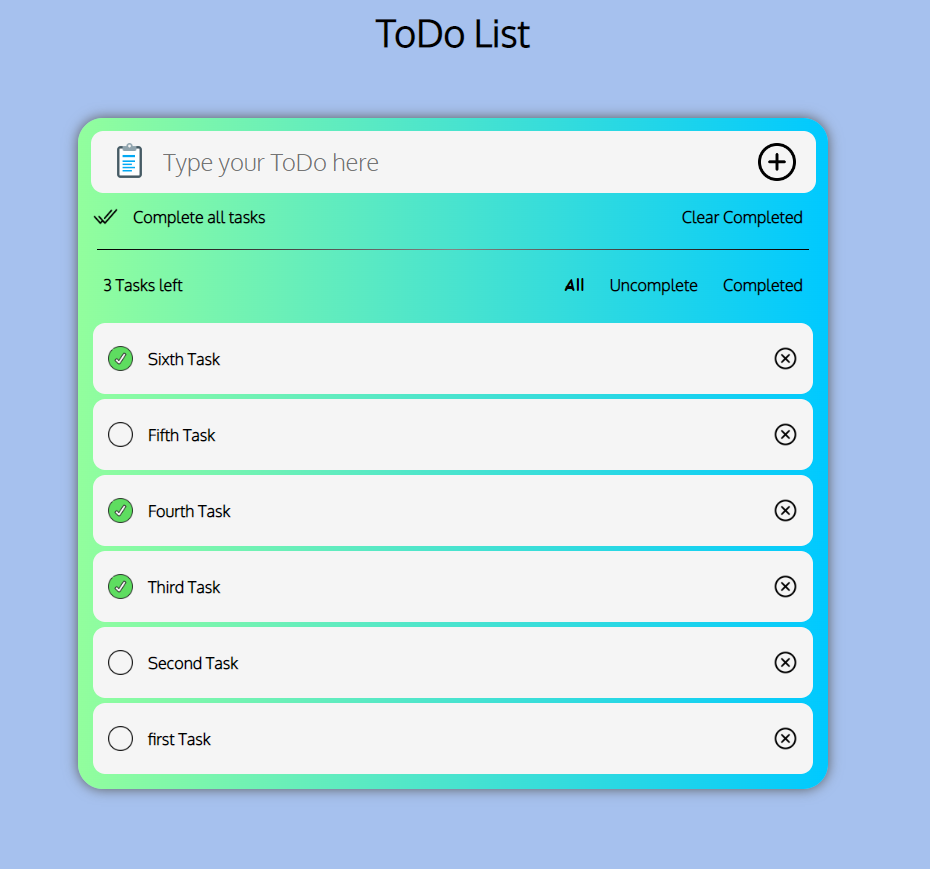 ToDo List
Type your ToDo here
Complete all tasks Clear Completed
3 Tasks left All Uncomplete Completed
Sixth Task
Fifth Task
Fourth Task
Third Task
Second Task
first Task